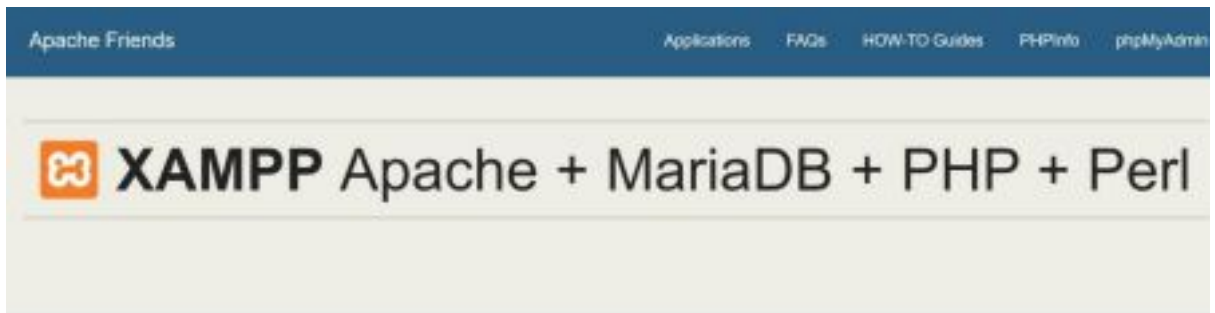 Apache Friends Applications FAQs HOW-TO Guides PHPInfo phpMyAdmin
XAMPP Apache + MariaDB + PHP + Perl